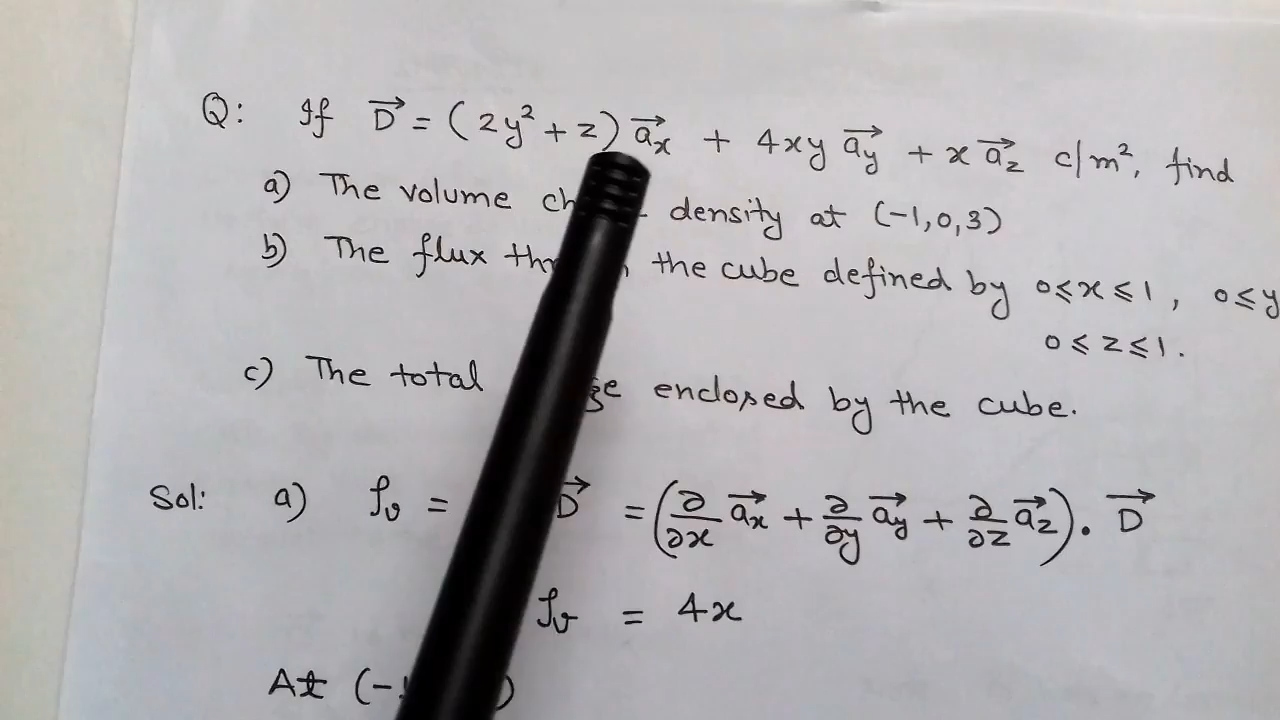 Q: If D⃗ = (2y² + z) a⃗x + 4xy a⃗y + x a⃗z c/m², find
a) The volume density at (-1,0,3)
b) The flux the cube defined by 0≤x≤1, 0≤y
0≤z≤1.
c) The total enclosed by the cube.
Sol: a) ρv = D⃗ = (∂/∂x a⃗x + ∂/∂y a⃗y + ∂/∂z a⃗z) . D⃗
ρv = 4x
At (-